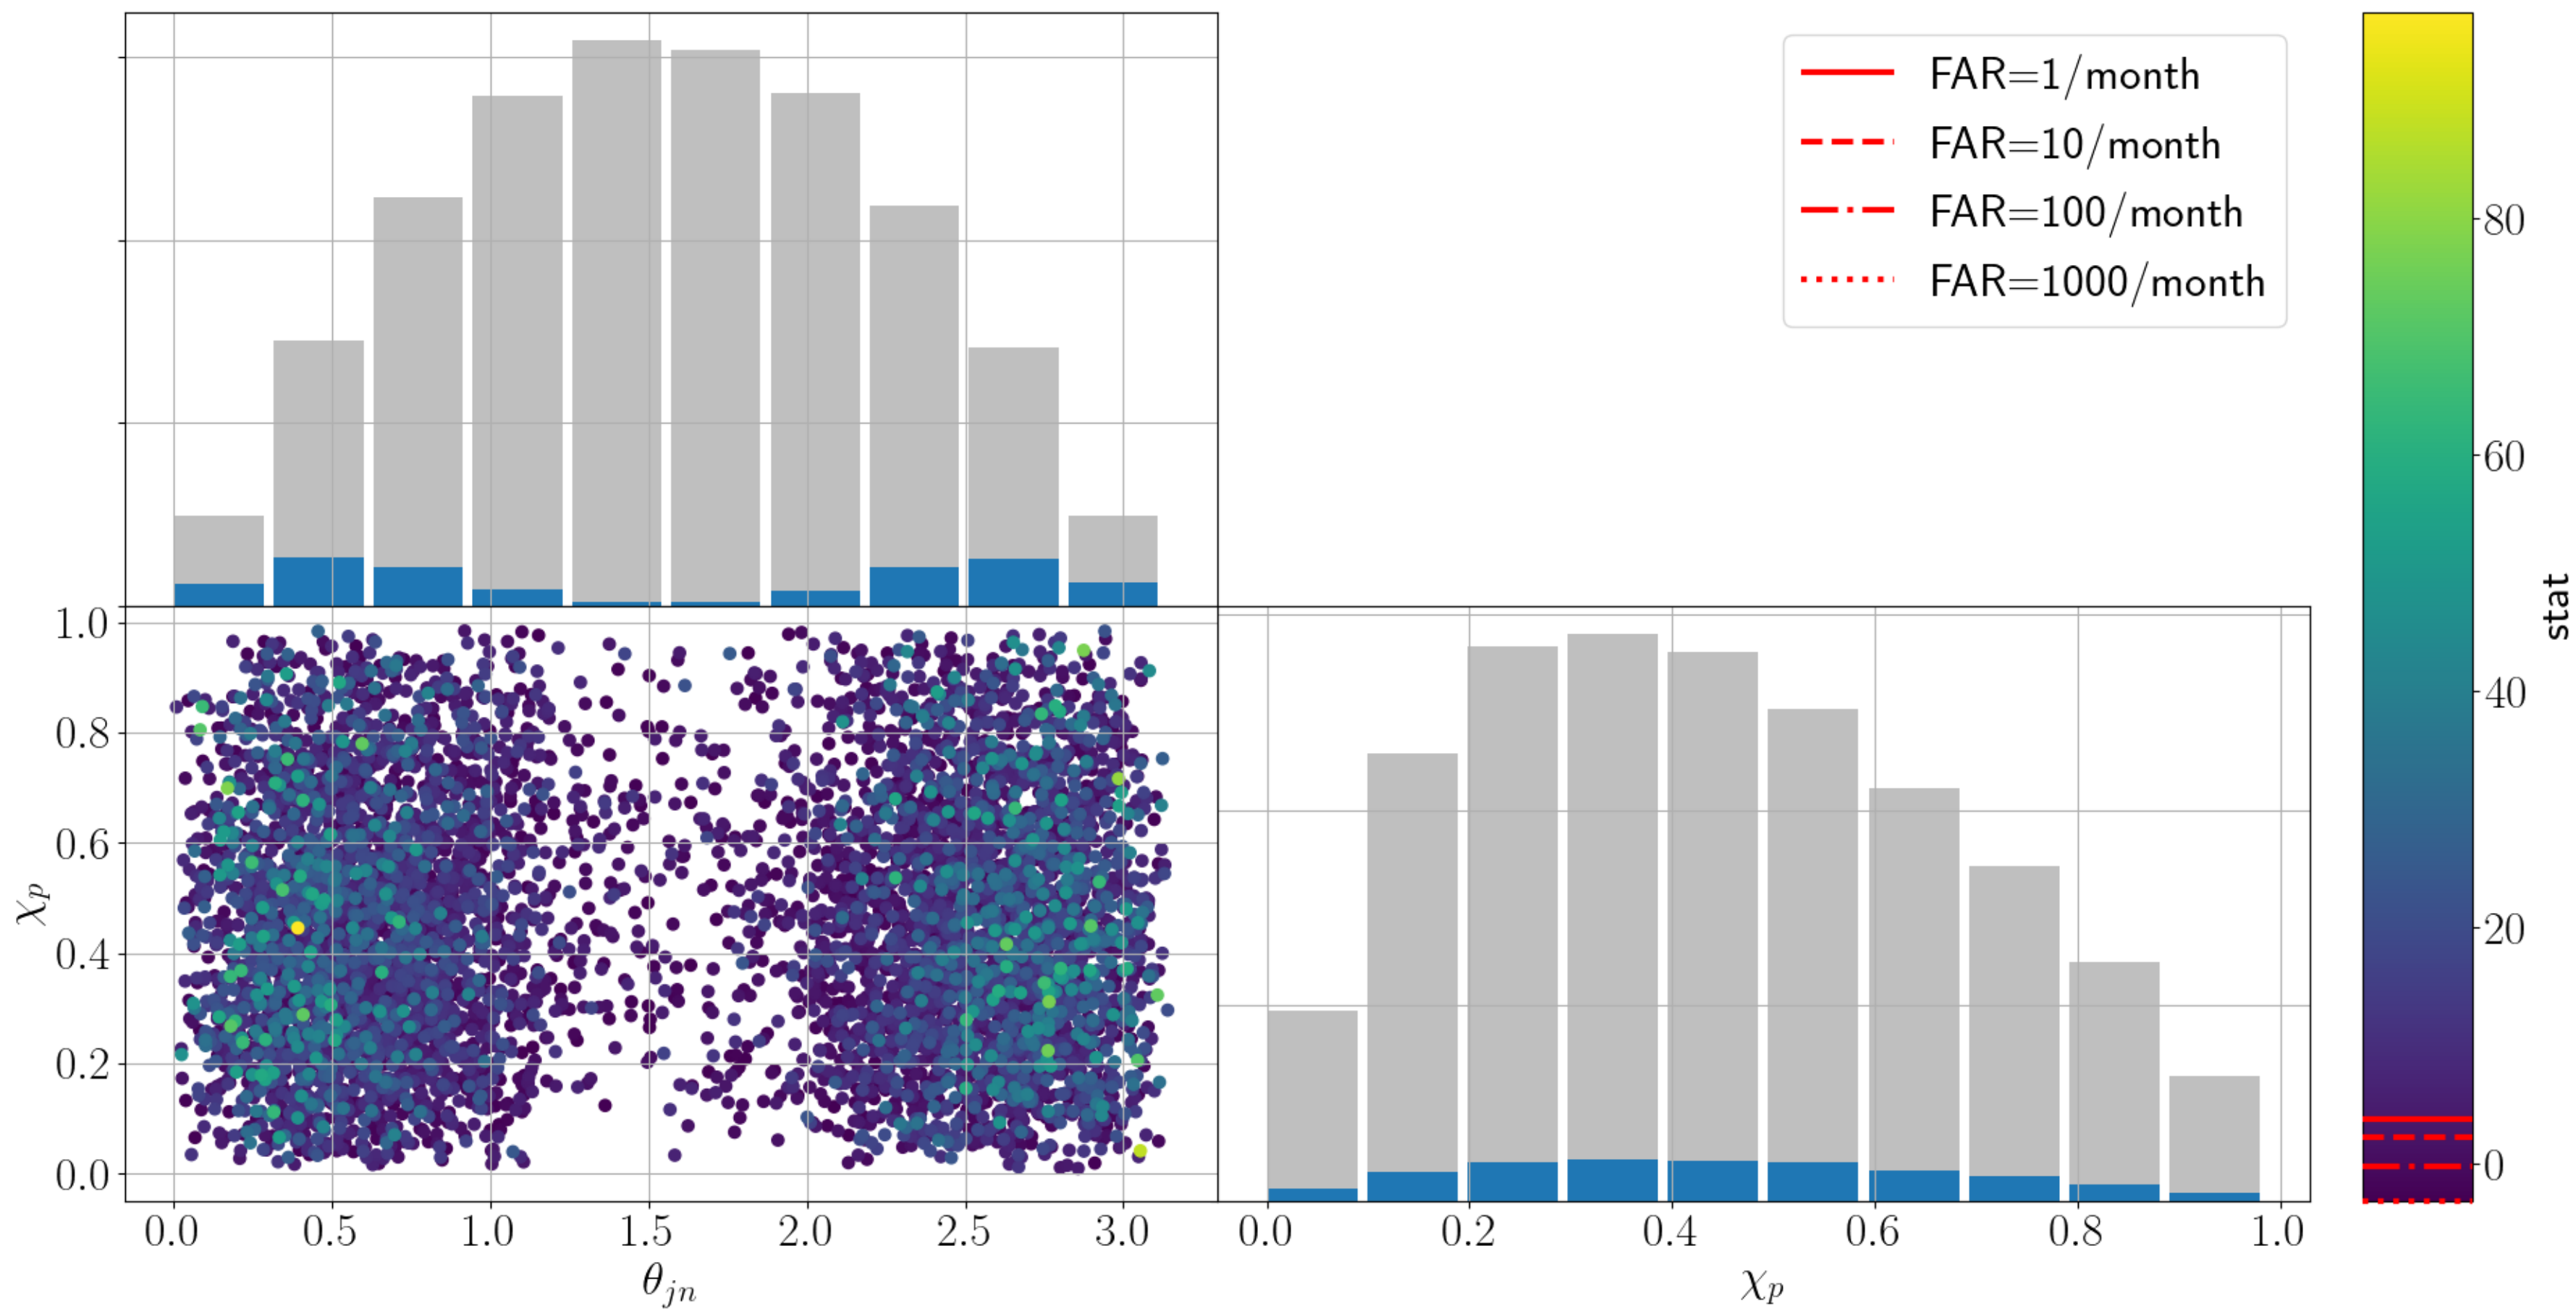 FAR=1/month
FAR=10/month
FAR=100/month
FAR=1000/month
80
60
40
20
0
stat
1.0
0.8
0.6
0.4
0.2
0.0
χp
0.0 0.5 1.0 1.5 2.0 2.5 3.0
θjn
0.0 0.2 0.4 0.6 0.8 1.0
χp